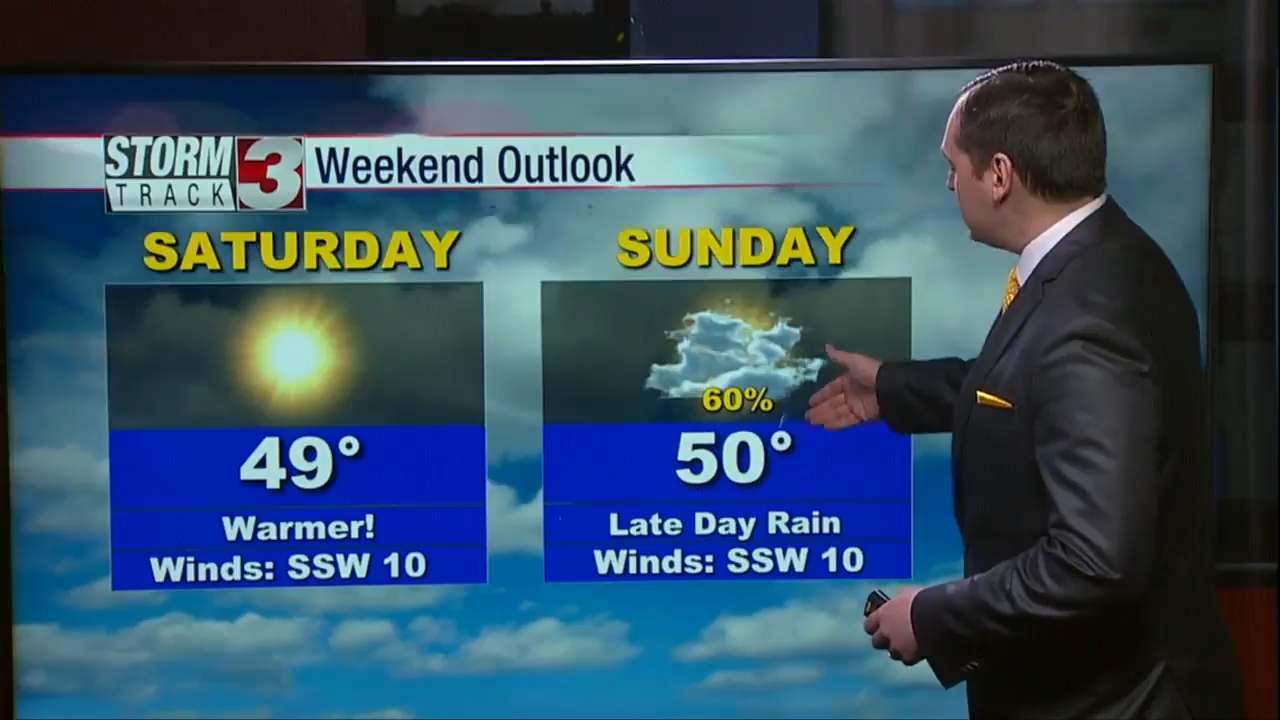 STORM
TRACK
3
Weekend Outlook
SATURDAY
49°
Warmer!
Winds: SSW 10
SUNDAY
60%
50°
Late Day Rain
Winds: SSW 10